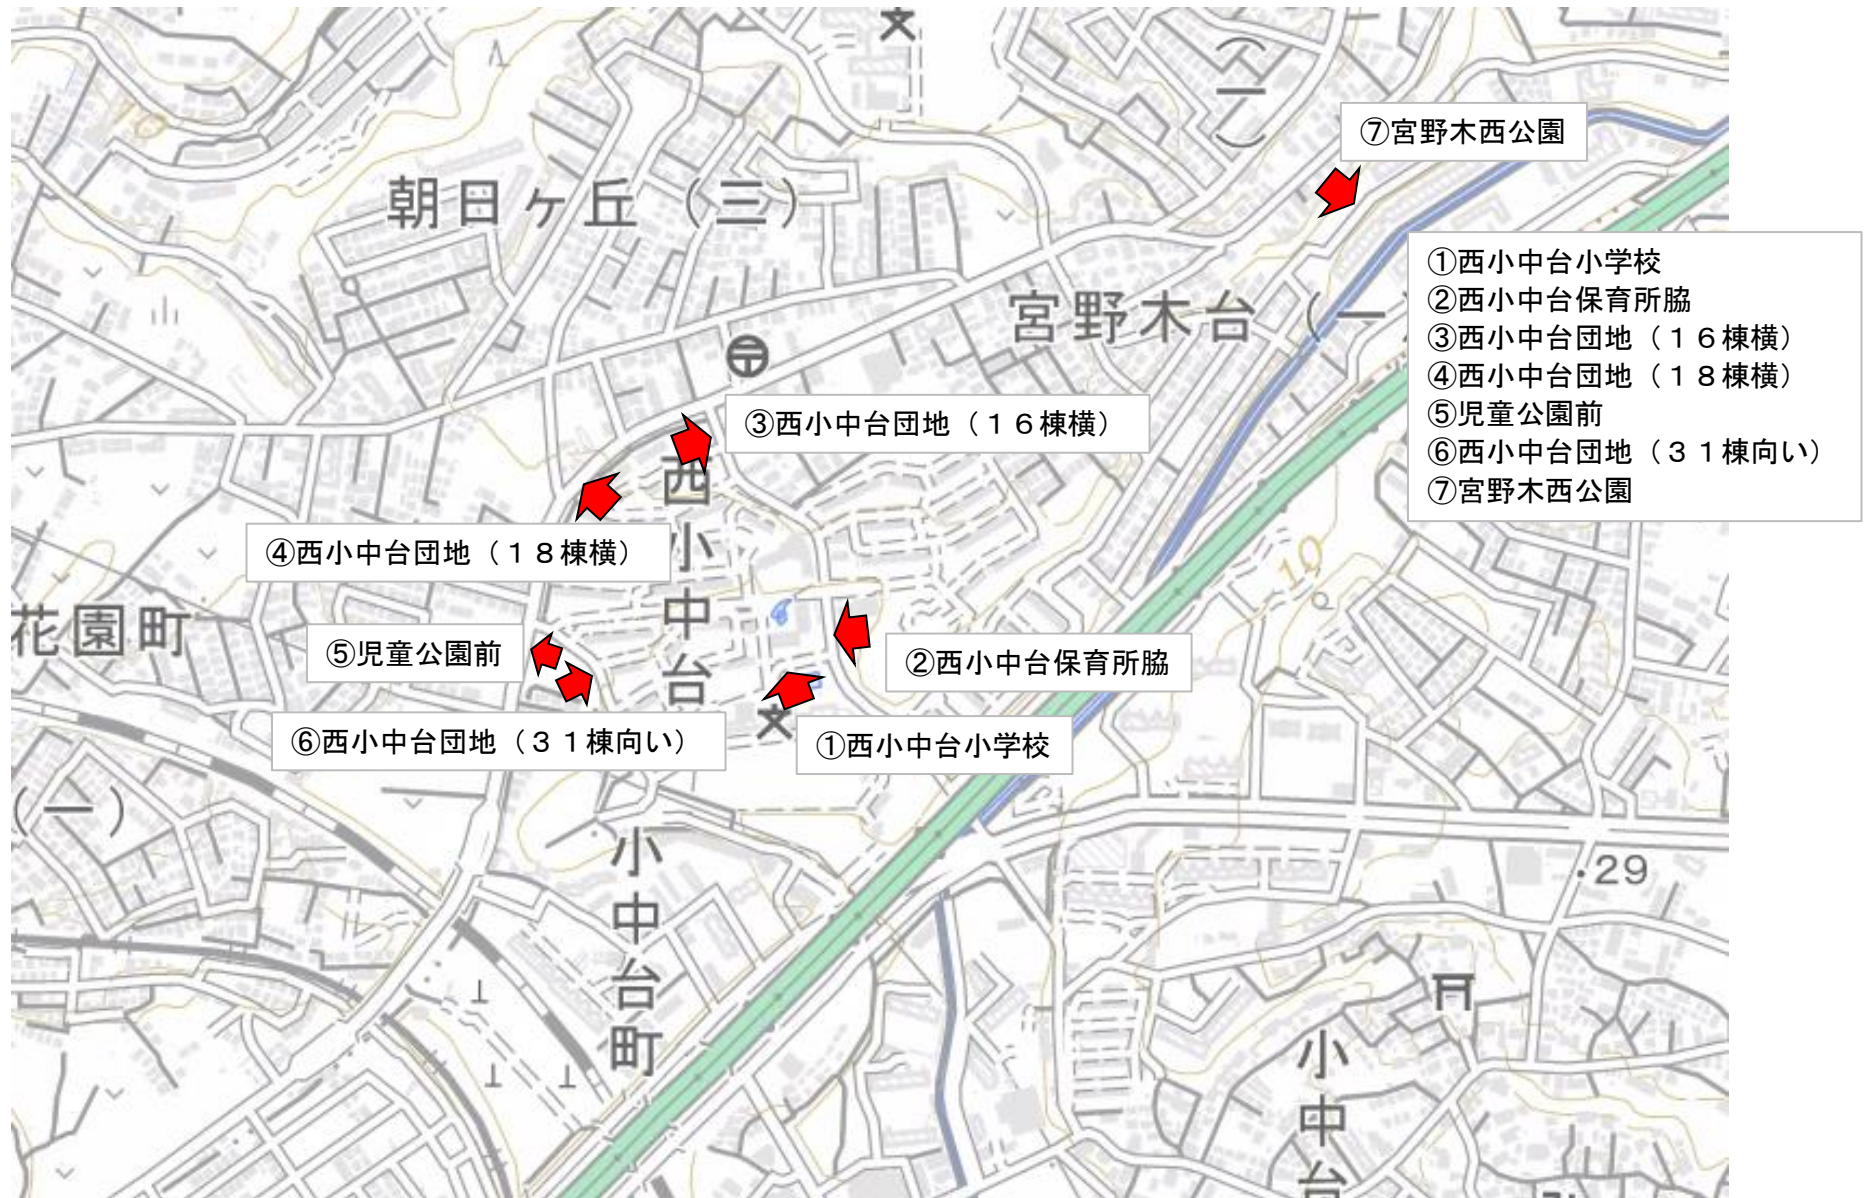 (一)
⑦宮野木西公園
朝日ヶ丘(三)
①西小中台小学校
②西小中台保育所脇
③西小中台団地(16棟横)
④西小中台団地(18棟横)
⑤児童公園前
⑥西小中台団地(31棟向い)
⑦宮野木西公園
宮野木台(一
③西小中台団地(16棟横)
西小中台
④西小中台団地(18棟横)
10
花園町
⑤児童公園前
②西小中台保育所脇
⑥西小中台団地(31棟向い)
①西小中台小学校
(一)
小中台町
29
小中台